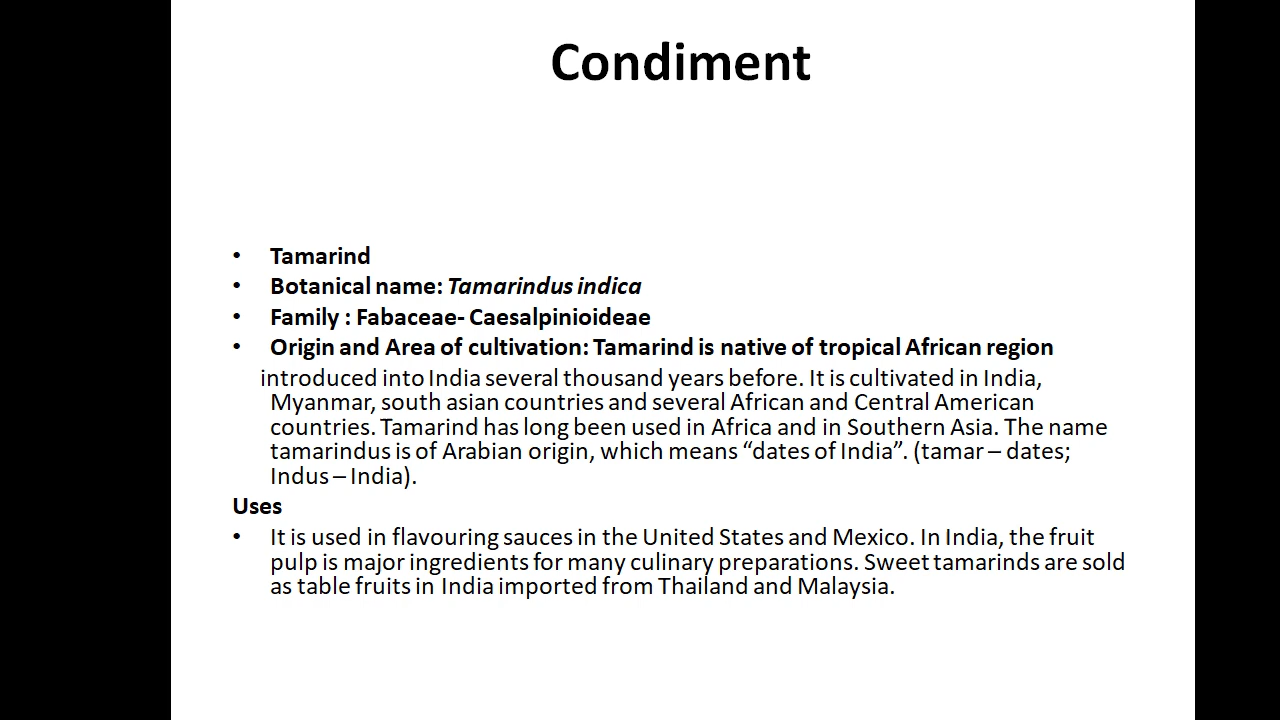 Condiment
• Tamarind
• Botanical name: Tamarindus indica
• Family : Fabaceae- Caesalpinioideae
• Origin and Area of cultivation: Tamarind is native of tropical African region
introduced into India several thousand years before. It is cultivated in India,
Myanmar, south asian countries and several African and Central American
countries. Tamarind has long been used in Africa and in Southern Asia. The name
tamarindus is of Arabian origin, which means “dates of India”. (tamar – dates;
Indus – India).
Uses
• It is used in flavouring sauces in the United States and Mexico. In India, the fruit
pulp is major ingredients for many culinary preparations. Sweet tamarinds are sold
as table fruits in India imported from Thailand and Malaysia.